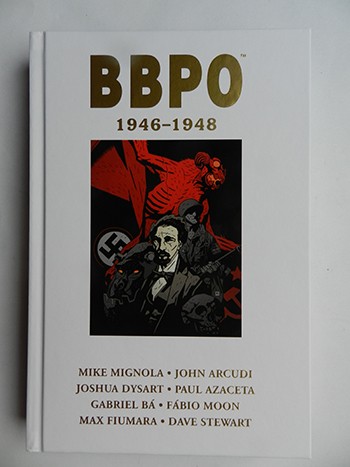 BBPO™
1946–1948
MIKE MIGNOLA • JOHN ARCUDI
JOSHUA DYSART • PAUL AZACETA
GABRIEL BÁ • FÁBIO MOON
MAX FIUMARA • DAVE STEWART